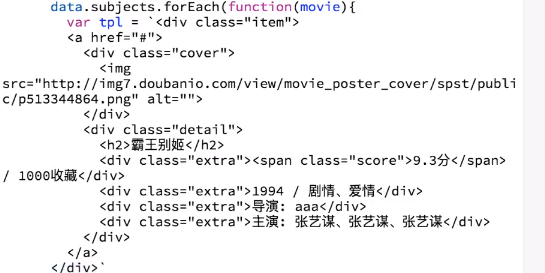 data.subjects.forEach(function(movie){
var tpl = `<div class="item">
<a href="#">
<div class="cover">
<img
src="http://img7.doubanio.com/view/movie_poster_cover/spst/publi
c/p513344864.png" alt="">
</div>
<div class="detail">
<h2>霸王别姬</h2>
<div class="extra"><span class="score">9.3分</span>
/ 1000收藏</div>
<div class="extra">1994 / 剧情、爱情</div>
<div class="extra">导演: aaa</div>
<div class="extra">主演: 张艺谋、张艺谋、张艺谋</div>
</div>
</a>
</div>`